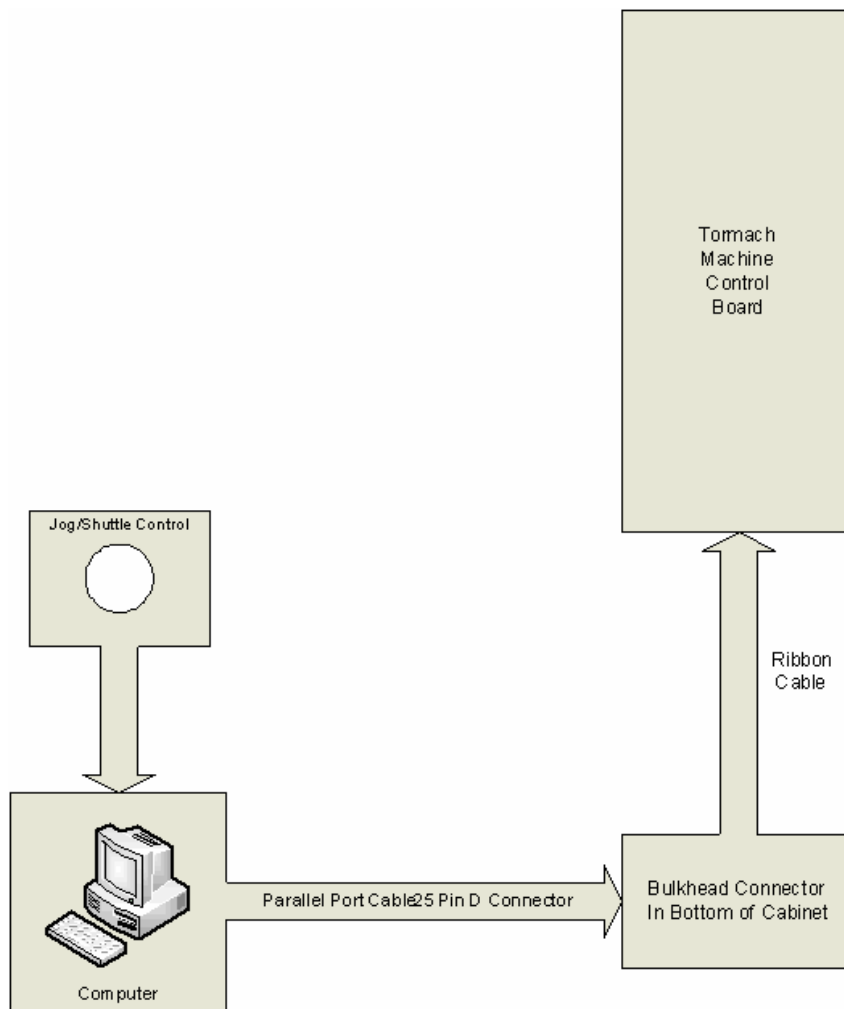 Tormach
Machine
Control
Board
Jog/Shuttle Control
Ribbon
Cable
Parallel Port Cable25 Pin D Connector
Bulkhead Connector
In Bottom of Cabinet
Computer